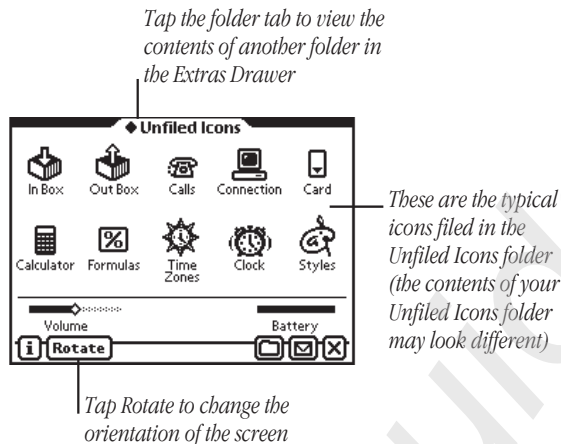 Tap the folder tab to view the
contents of another folder in
the Extras Drawer
◆Unfiled Icons
In Box Out Box Calls Connection Card
Calculator Formulas Time Zones Clock Styles
Volume Battery
i Rotate X
These are the typical
icons filed in the
Unfiled Icons folder
(the contents of your
Unfiled Icons folder
may look different)
Tap Rotate to change the
orientation of the screen